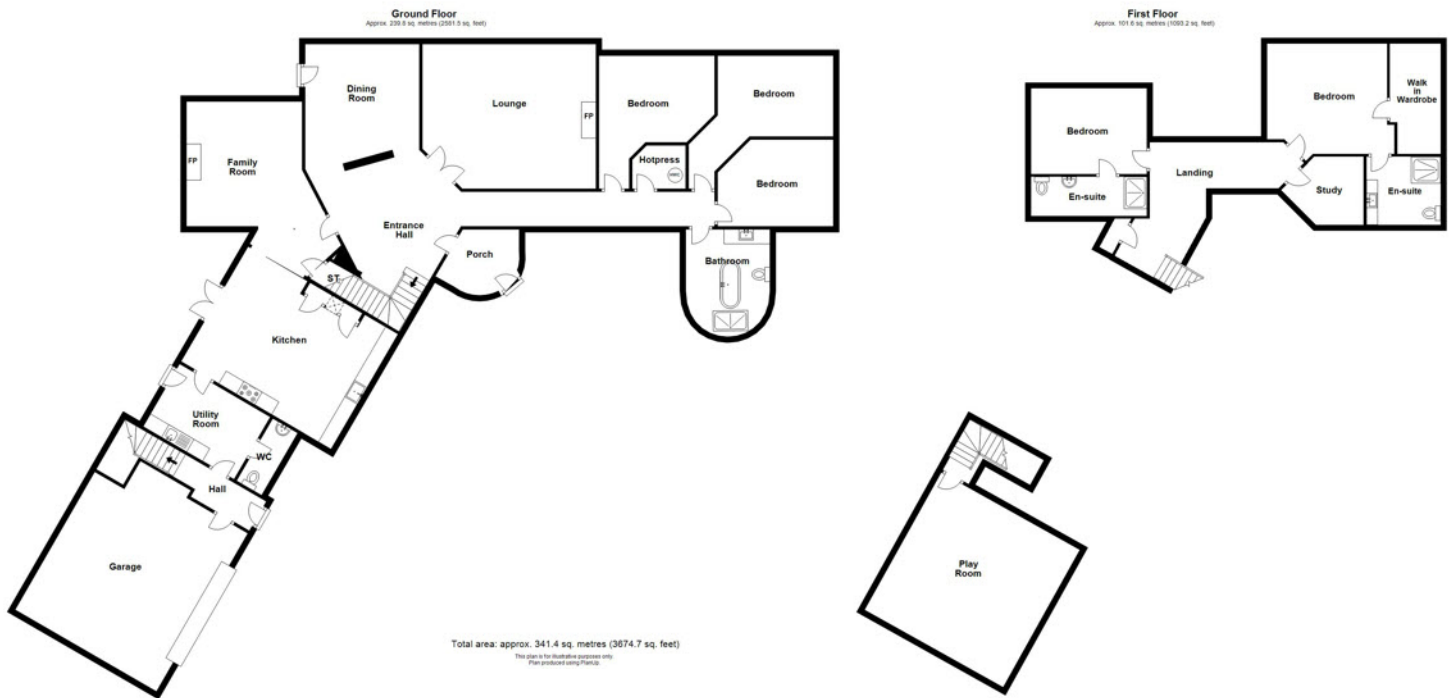 Ground Floor
Approx. 239.8 sq. metres (2581.5 sq. feet)
First Floor
Approx. 101.6 sq. metres (1093.2 sq. feet)
Dining
Room
Lounge
FP
Bedroom
Bedroom
Hotpress
HWC
Bedroom
FP
Family
Room
Entrance
Hall
Porch
Bathroom
ST
Kitchen
Utility
Room
WC
Hall
Garage
Bedroom
En-suite
Landing
Bedroom
Walk
in
Wardrobe
Study
En-suite
Play
Room
Total area: approx. 341.4 sq. metres (3674.7 sq. feet)
This plan is for illustrative purposes only.
Plan produced using PlanUp.